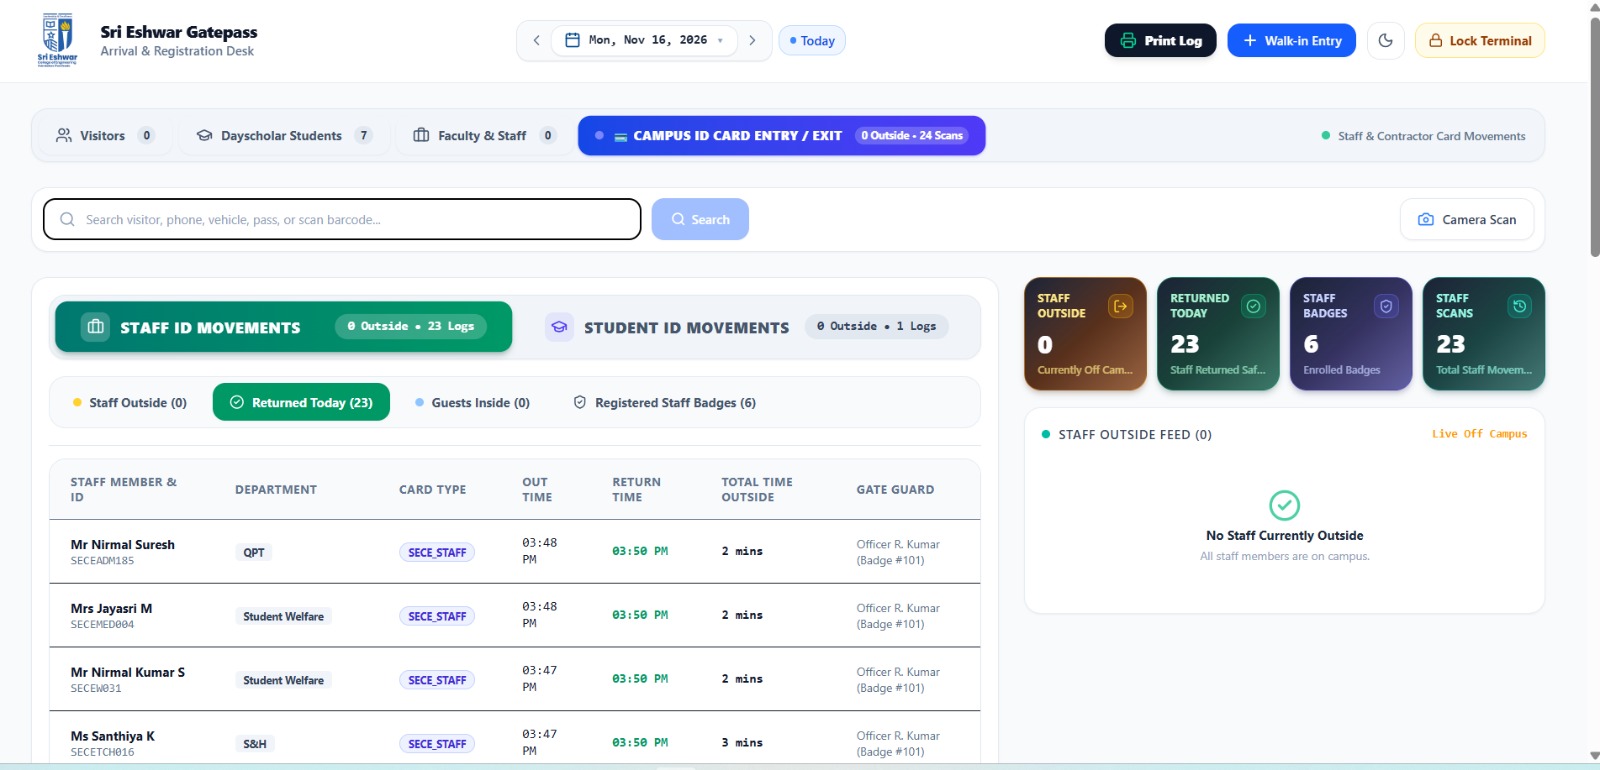 Sri Eshwar Gatepass
Arrival & Registration Desk
Sri Eshwar
Mon, Nov 16, 2026
Today
Print Log
Walk-in Entry
Lock Terminal
Visitors 0
Dayscholar Students 7
Faculty & Staff 0
CAMPUS ID CARD ENTRY / EXIT 0 Outside • 24 Scans
Staff & Contractor Card Movements
Search visitor, phone, vehicle, pass, or scan barcode...
Search
Camera Scan
STAFF ID MOVEMENTS 0 Outside • 23 Logs
STUDENT ID MOVEMENTS 0 Outside • 1 Logs
Staff Outside (0)
Returned Today (23)
Guests Inside (0)
Registered Staff Badges (6)
STAFF MEMBER &
ID
DEPARTMENT
CARD TYPE
OUT
TIME
RETURN
TIME
TOTAL TIME
OUTSIDE
GATE GUARD
Mr Nirmal Suresh
SECEADM185
QPT
SECE_STAFF
03:48
PM
03:50 PM
2 mins
Officer R. Kumar
(Badge #101)
Mrs Jayasri M
SECEMED004
Student Welfare
SECE_STAFF
03:48
PM
03:50 PM
2 mins
Officer R. Kumar
(Badge #101)
Mr Nirmal Kumar S
SECEW031
Student Welfare
SECE_STAFF
03:47
PM
03:50 PM
2 mins
Officer R. Kumar
(Badge #101)
Ms Santhiya K
SECETCH016
S&H
SECE_STAFF
03:47
PM
03:50 PM
3 mins
Officer R. Kumar
(Badge #101)
STAFF
OUTSIDE
0
Currently Off Cam...
RETURNED
TODAY
23
Staff Returned Saf...
STAFF
BADGES
6
Enrolled Badges
STAFF
SCANS
23
Total Staff Movem...
STAFF OUTSIDE FEED (0)
Live Off Campus
No Staff Currently Outside
All staff members are on campus.